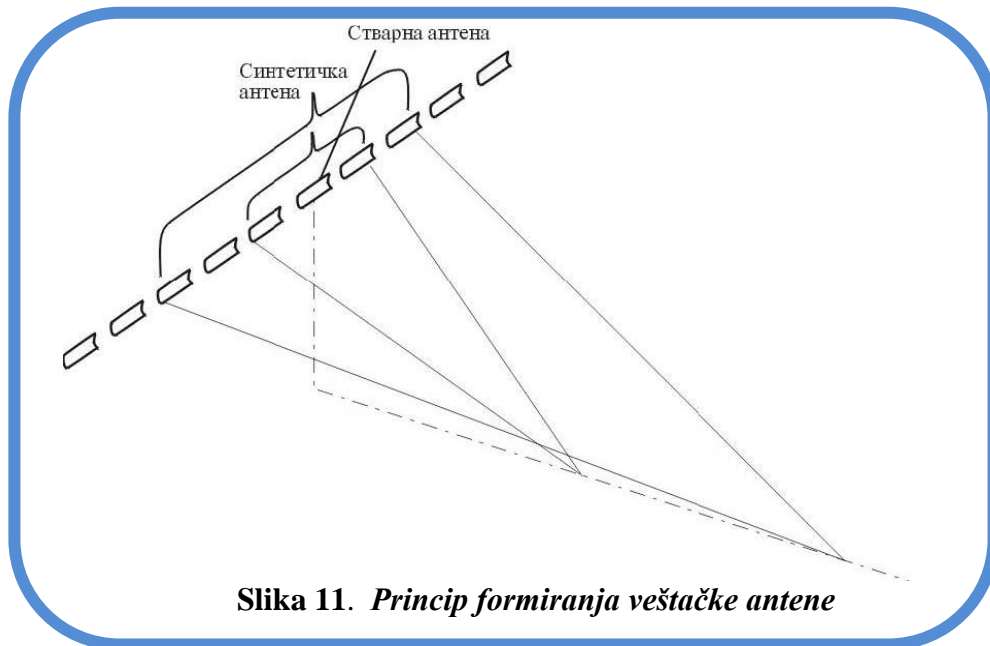 Стварна антена
Синтетичка
антена
Slika 11. Princip formiranja veštačke antene